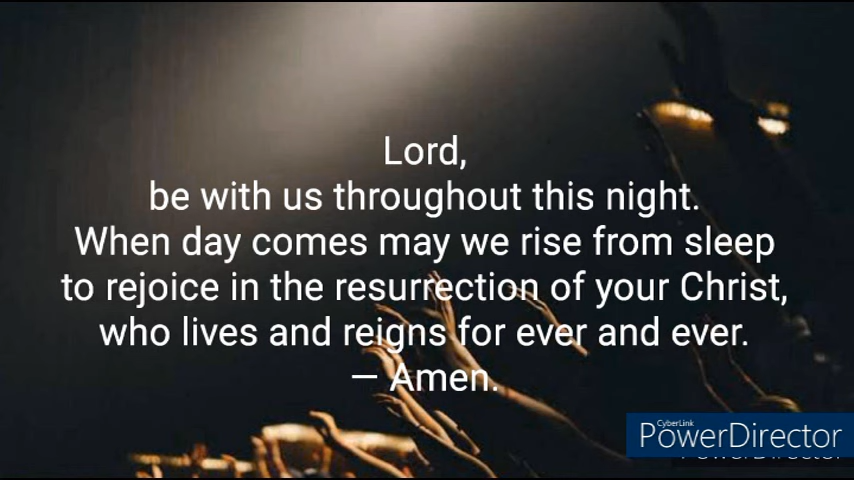 Lord,
be with us throughout this night.
When day comes may we rise from sleep
to rejoice in the resurrection of your Christ,
who lives and reigns for ever and ever.
— Amen.
CyberLink
PowerDirector
PowerDirector